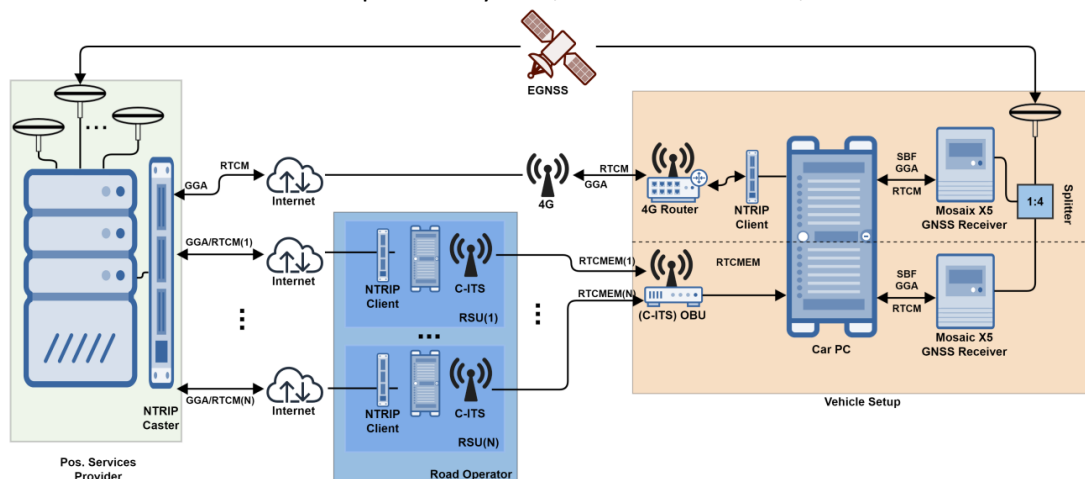 EGNSS
...
RTCM
GGA
Internet
4G
RTCM
GGA
4G Router
NTRIP
Client
SBF
GGA
RTCM
Mosaix X5
GNSS Receiver
1:4
Splitter
GGA/RTCM(1)
Internet
NTRIP
Client
C-ITS
RSU(1)
RTCMEM(1)
RTCMEM(N)
RTCMEM
(C-ITS) OBU
Car PC
SBF
GGA
RTCM
Mosaic X5
GNSS Receiver
...
...
...
GGA/RTCM(N)
Internet
NTRIP
Client
C-ITS
RSU(N)
Vehicle Setup
NTRIP
Caster
Pos. Services
Provider
Road Operator